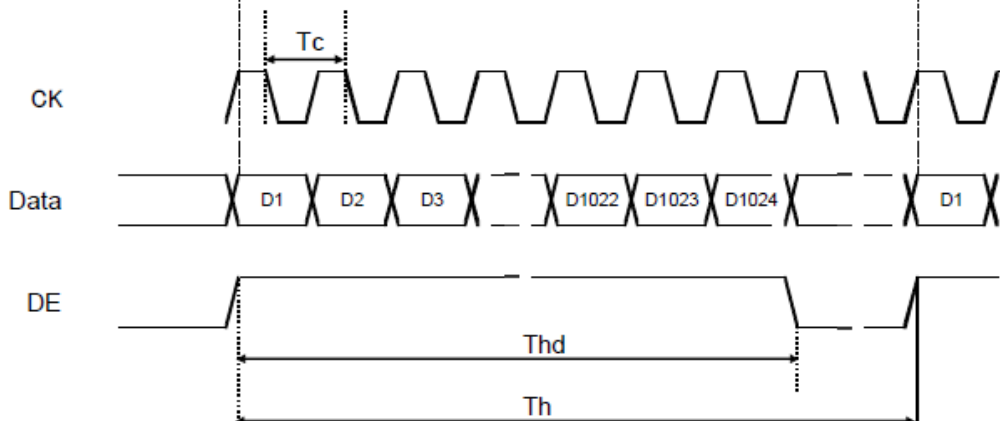 Tc
CK
Data D1 D2 D3 D1022 D1023 D1024 D1
DE
Thd
Th